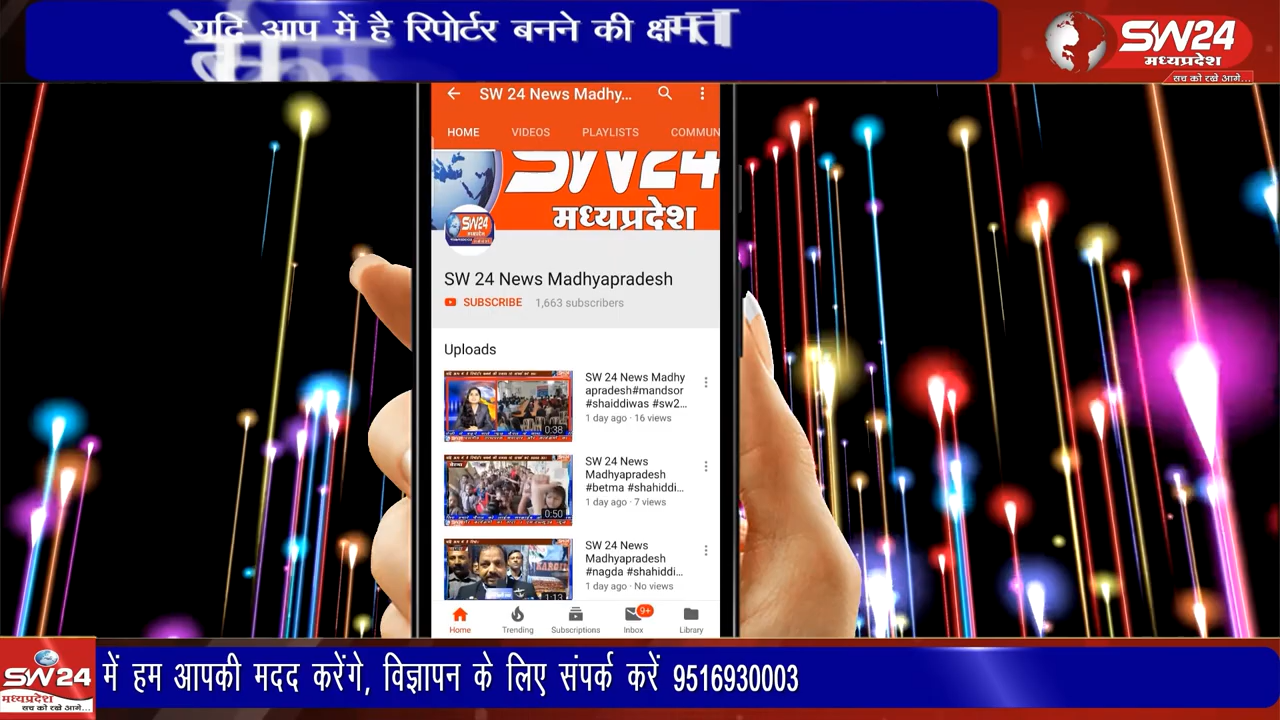 यदि आप में है रिपोर्टर बनने की क्षमता
SW24
मध्यप्रदेश
सच को रखे आगे...
SW 24 News Madhy...
HOME VIDEOS PLAYLISTS COMMUN
SW24
मध्यप्रदेश
SW24
SW 24 News Madhyapradesh
SUBSCRIBE 1,663 subscribers
Uploads
SW 24 News Madhy
apradesh#mandsor
#shaiddiwas #sw2...
1 day ago · 16 views
0:38
SW 24 News
Madhyapradesh
#betma #shahiddi...
1 day ago · 7 views
0:50
SW 24 News
Madhyapradesh
#nagda #shahiddi...
1 day ago · No views
1:13
9+
Home Trending Subscriptions Inbox Library
SW24
मध्यप्रदेश
सच को रखे आगे...
में हम आपकी मदद करेंगे, विज्ञापन के लिए संपर्क करें 9516930003